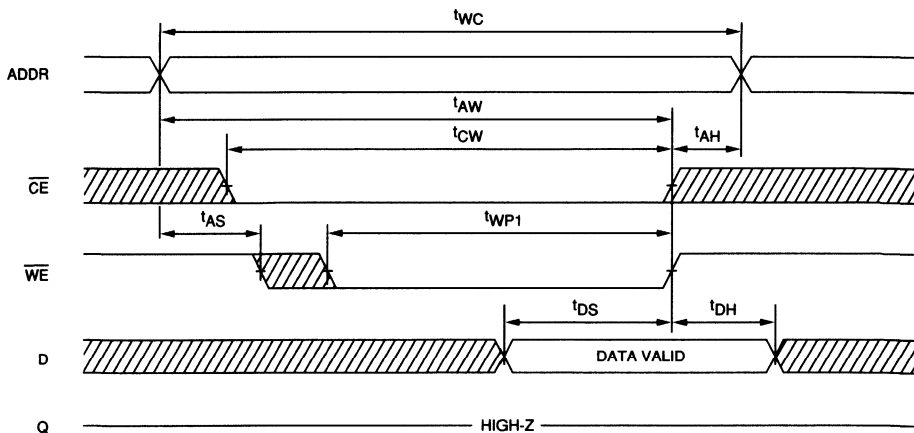 tWC
ADDR
tAW
tCW
tAH
CE
tAS
tWP1
WE
tDS
tDH
D
DATA VALID
Q
HIGH-Z